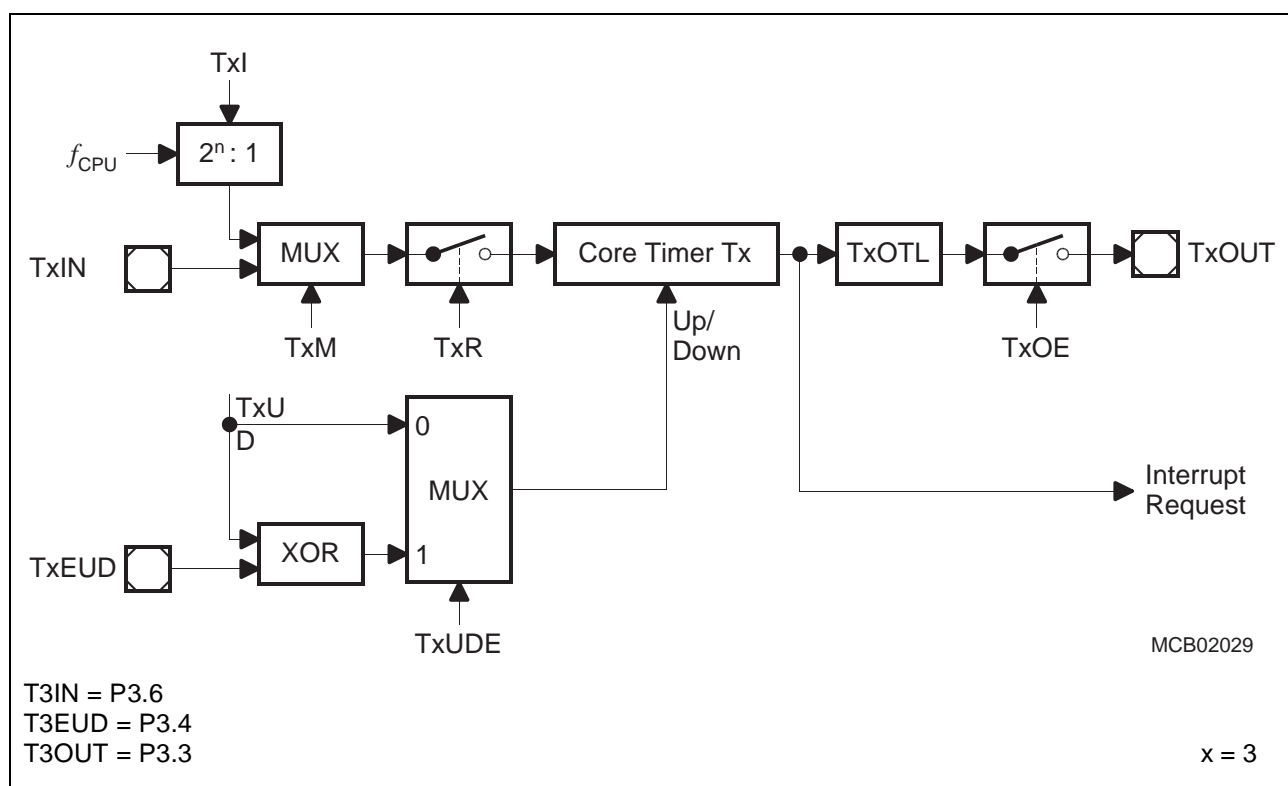 TxI
fCPU
2ⁿ : 1
TxIN
MUX
Core Timer Tx
TxOTL
TxOUT
TxM
TxR
Up/
Down
TxOE
TxU
D
0
MUX
Interrupt
Request
TxEUD
XOR
1
TxUDE
MCB02029
T3IN = P3.6
T3EUD = P3.4
T3OUT = P3.3
x = 3